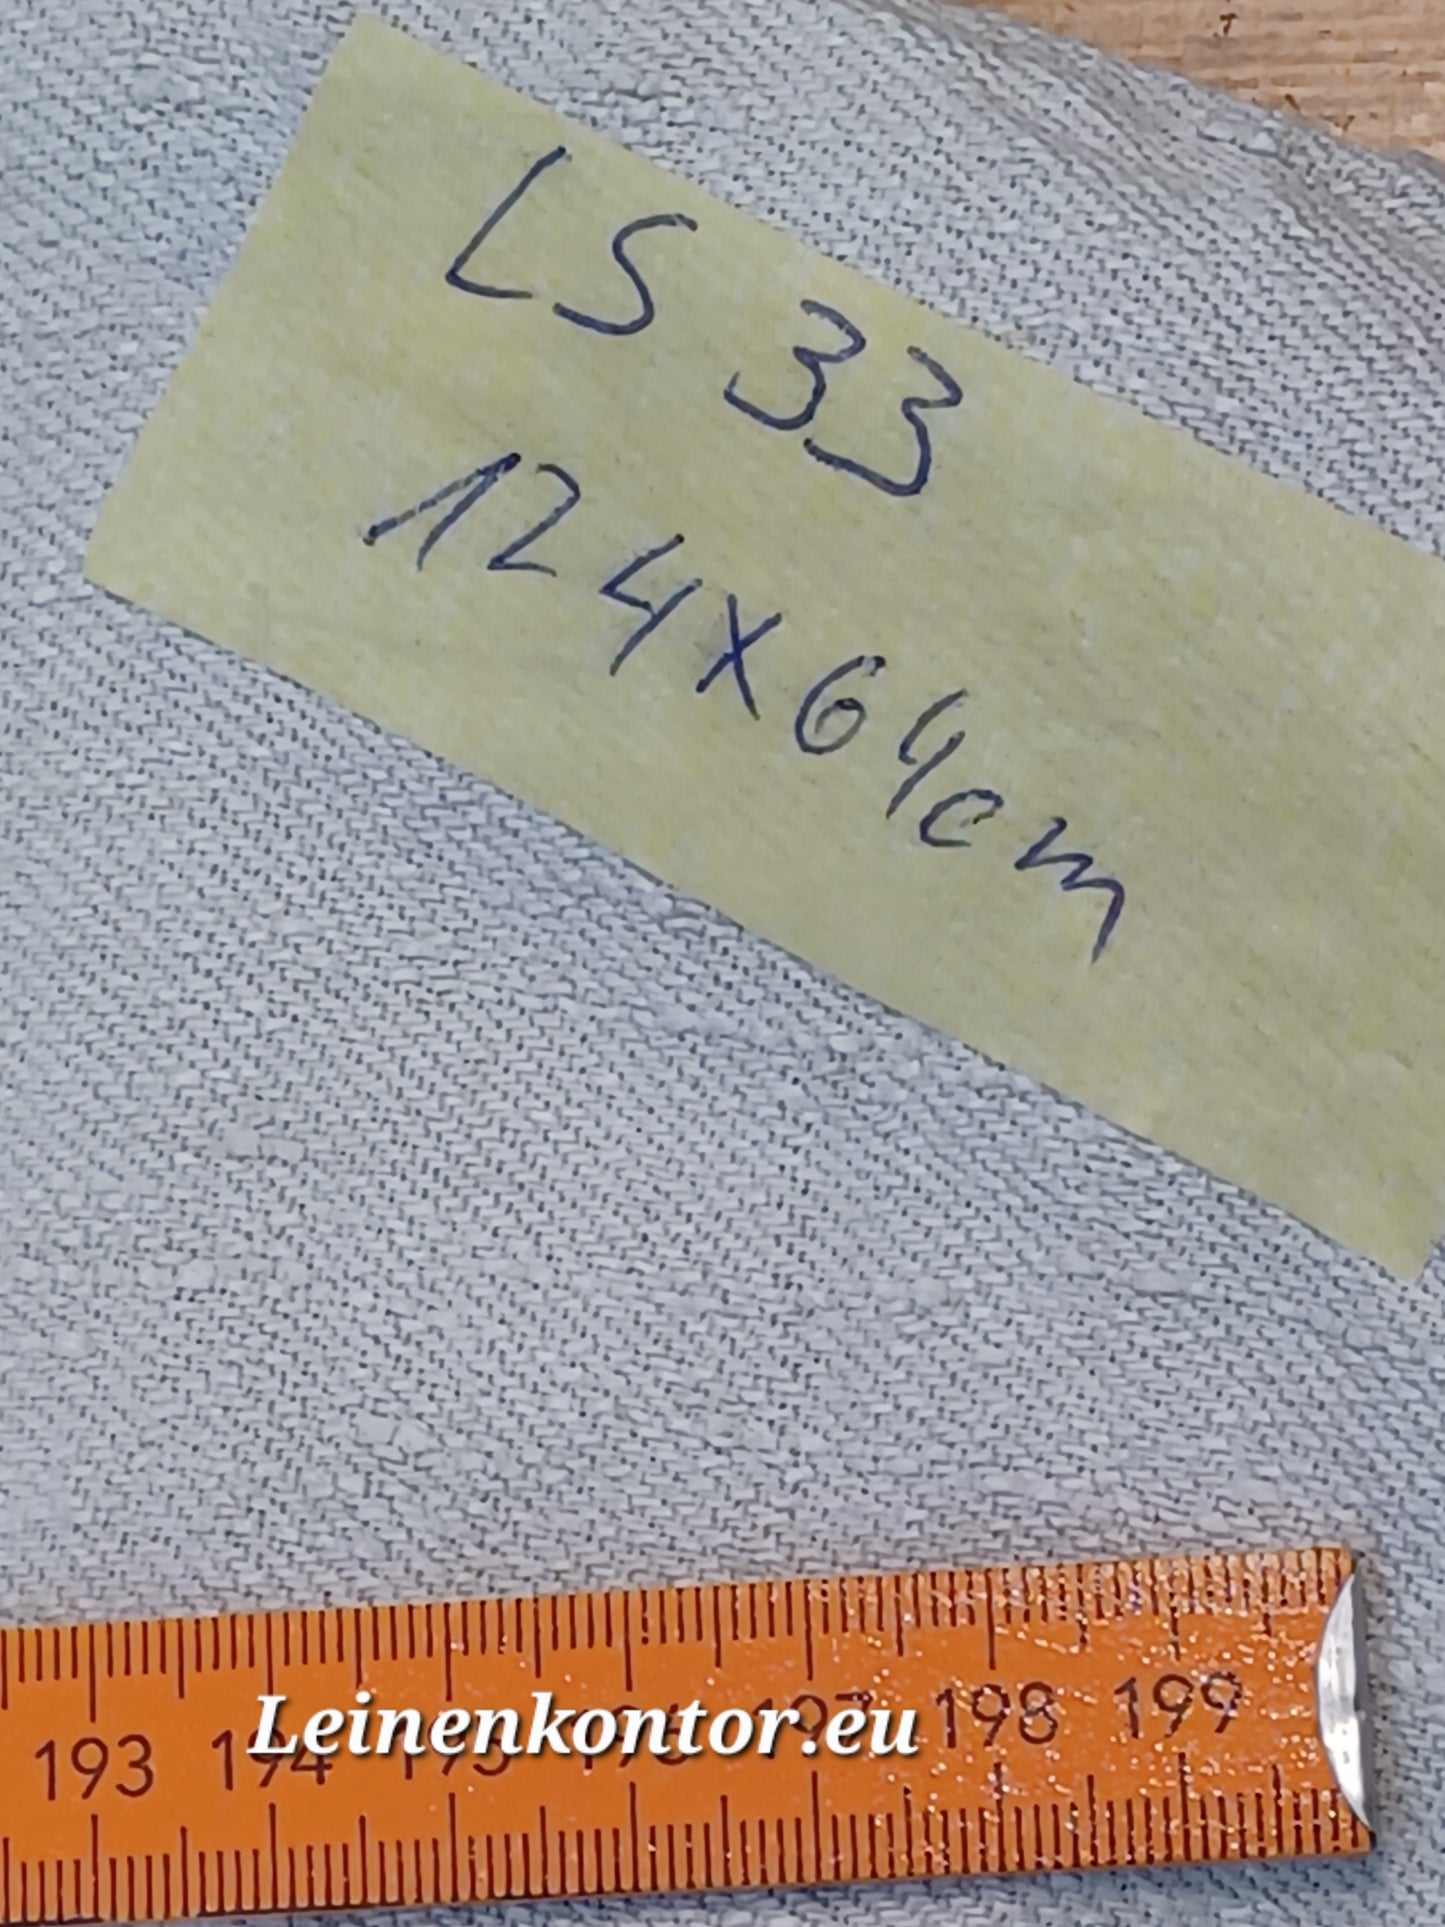 LS 33
124x64cm
193 194 195 196 197 198 199
Leinenkontor.eu